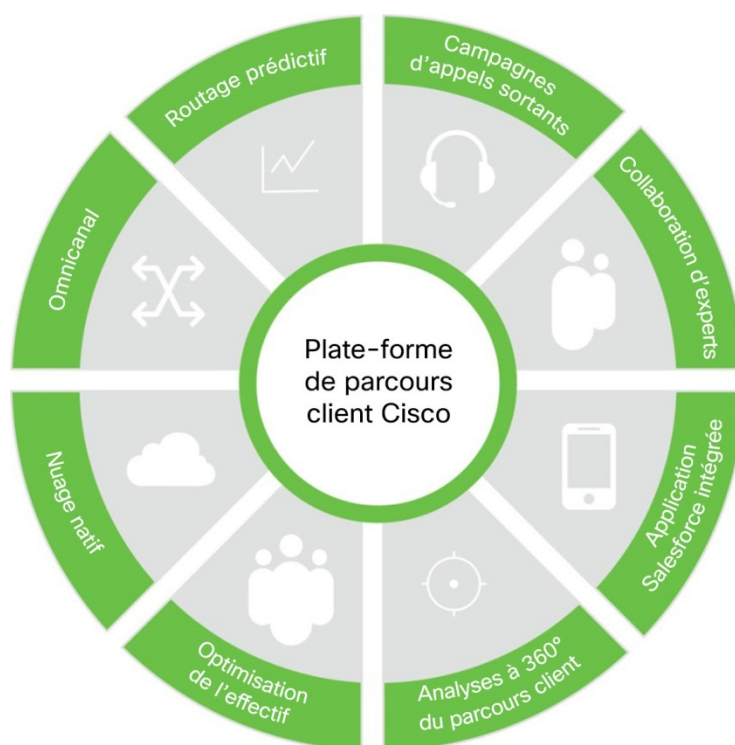 Routage prédictif
Campagnes
d'appels sortants
Collaboration d'experts
Application
Salesforce intégrée
Analyses à 360°
du parcours client
Optimisation
de l'effectif
Nuage natif
Omnicanal
Plate-forme
de parcours
client Cisco